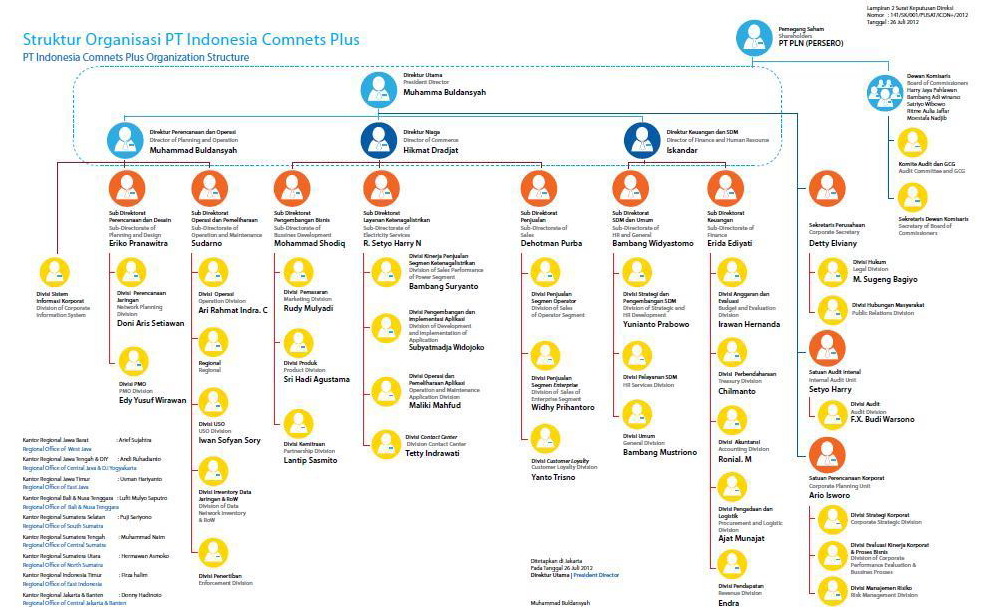 Lampiran 2 Surat Keputusan Direksi
Nomor : 141/SK/001/PUSAT/ICON+/2012
Tanggal : 26 Juli 2012
Struktur Organisasi PT Indonesia Comnets Plus
PT Indonesia Comnets Plus Organization Structure
Pemegang Saham
Shareholders
PT PLN (PERSERO)
Dewan Komisaris
Board of Commissioners
Harry Jaya Pahlawan
Bambang Adi winarso
Satriyo Wibowo
Ritme Aulia Jaffar
Moestafa Nadjib
Komite Audit dan GCG
Audit Committee and GCG
Sekretaris Dewan Komisaris
Secretary of Board of
Commissioners
Direktur Utama
President Director
Muhamma Buldansyah
Direktur Perencanaan dan Operasi
Director of Planning and Operation
Muhammad Buldansyah
Direktur Niaga
Director of Commerce
Hikmat Dradjat
Direktur Keuangan dan SDM
Director of Finance and Human Resource
Iskandar
Sub Direktorat
Perencanaan dan Desain
Sub-Directorate of
Planning and Design
Eriko Pranawitra
Sub Direktorat
Operasi dan Pemeliharaan
Sub-Directorate of
Operation and Maintenance
Sudarno
Sub Direktorat
Pengembangan Bisnis
Sub-Directorate of
Bussines Development
Mohammad Shodiq
Sub Direktorat
Layanan Ketenagalistrikan
Sub-Directorate of
Electricity Services
R. Setyo Harry N
Sub Direktorat
Penjualan
Sub-Directorate of
Sales
Dehotman Purba
Sub Direktorat
SDM dan Umum
Sub-Directorate of
HR and General
Bambang Widyastomo
Sub Direktorat
Keuangan
Sub-Directorate of
Finance
Erida Ediyati
Sekretaris Perusahaan
Corporate Secretary
Detty Elviany
Divisi Sistem
Informasi Korporat
Division of Corporate
Information System
Divisi Perencanaan
Jaringan
Network Planning
Division
Doni Aris Setiawan
Divisi PMO
PMO Division
Edy Yusuf Wirawan
Divisi Operasi
Operation Division
Ari Rahmat Indra. C
Regional
Regional
Divisi USO
USO Division
Iwan Sofyan Sory
Divisi Inventory Data
Jaringan & RoW
Division of Data
Network Inventory
& RoW
Divisi Penertiban
Enforcement Division
Divisi Pemasaran
Marketing Division
Rudy Mulyadi
Divisi Produk
Product Division
Sri Hadi Agustama
Divisi Kemitraan
Partnership Division
Lantip Sasmito
Divisi Kinerja Penjualan
Segmen Ketenagalistrikan
Division of Sales Performance
of Power Segment
Bambang Suryanto
Divisi Pengembangan dan
Implementasi Aplikasi
Division of Development
and Implementation of
Application
Subyatmadja Widojoko
Divisi Operasi dan
Pemeliharaan Aplikasi
Operation and Maintenance
Application Division
Maliki Mahfud
Divisi Contact Center
Division Contact Center
Tetty Indrawati
Divisi Penjualan
Segmen Operator
Division of Sales
of Operator Segment
Divisi Penjualan
Segmen Enterprise
Division of Sales of
Enterprise Segment
Widhy Prihantoro
Divisi Customer Loyalty
Customer Loyalty Division
Yanto Trisno
Divisi Strategi dan
Pengembangan SDM
Division of Strategic and
HR Development
Yunianto Prabowo
Divisi Pelayanan SDM
HR Services Division
Divisi Umum
General Division
Bambang Mustriono
Divisi Anggaran dan
Evaluasi
Budget and Evaluation
Division
Irawan Hernanda
Divisi Perbendaharaan
Treasury Division
Chilmanto
Divisi Akuntansi
Accounting Division
Ronial. M
Divisi Pengadaan dan
Logistik
Procurement and Logistic
Division
Ajat Munajat
Divisi Pendapatan
Revenue Division
Endra
Divisi Hukum
Legal Division
M. Sugeng Bagiyo
Divisi Hubungan Masyarakat
Public Relations Division
Satuan Audit Internal
Internal Audit Unit
Setyo Harry
Divisi Audit
Audit Division
F.X. Budi Warsono
Satuan Perencanaan Korporat
Corporate Planning Unit
Ario Isworo
Divisi Strategi Korporat
Corporate Strategic Division
Divisi Evaluasi Kinerja Korporat
& Proses Bisnis
Division of Corporate
Performance Evaluation &
Bussines Proses
Divisi Manajemen Risiko
Risk Management Division
Kantor Regional Jawa Barat : Arief Sujahtra
Regional Office of West Java
Kantor Regional Jawa Tengah & DIY : Andi Ruhadianto
Regional Office of Central Java & D.I Yogyakarta
Kantor Regional Jawa Timur : Usman Hariyanto
Regional Office of East Java
Kantor Regional Bali & Nusa Tenggara : Lufti Mulyo Saputro
Regional Office of Bali & Nusa Tenggara
Kantor Regional Sumatera Selatan : Puji Sariyono
Regional Office of South Sumatra
Kantor Regional Sumatera Tengah : Muhammad Naim
Regional Office of Central Sumatra
Kantor Regional Sumatera Utara : Hermawan Asmoko
Regional Office of North Sumatra
Kantor Regional Indonesia Timur : Firza halim
Regional Office of East Indonesia
Kantor Regional Jakarta & Banten : Donny Hadinoto
Regional Office of Central Jakarta & Banten
Ditetapkan di Jakarta
Pada Tanggal 26 Juli 2012
Direktur Utama | President Director
Muhammad Buldansyah